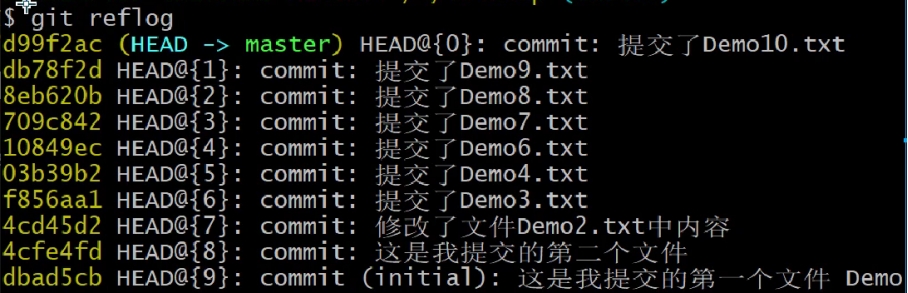 $ git reflog
d99f2ac (HEAD -> master) HEAD@{0}: commit: 提交了Demo10.txt
db78f2d HEAD@{1}: commit: 提交了Demo9.txt
8eb620b HEAD@{2}: commit: 提交了Demo8.txt
709c842 HEAD@{3}: commit: 提交了Demo7.txt
10849ec HEAD@{4}: commit: 提交了Demo6.txt
03b39b2 HEAD@{5}: commit: 提交了Demo4.txt
f856aa1 HEAD@{6}: commit: 提交了Demo3.txt
4cd45d2 HEAD@{7}: commit: 修改了文件Demo2.txt中内容
4cfe4fd HEAD@{8}: commit: 这是我提交的第二个文件
dbad5cb HEAD@{9}: commit (initial): 这是我提交的第一个文件 Demo